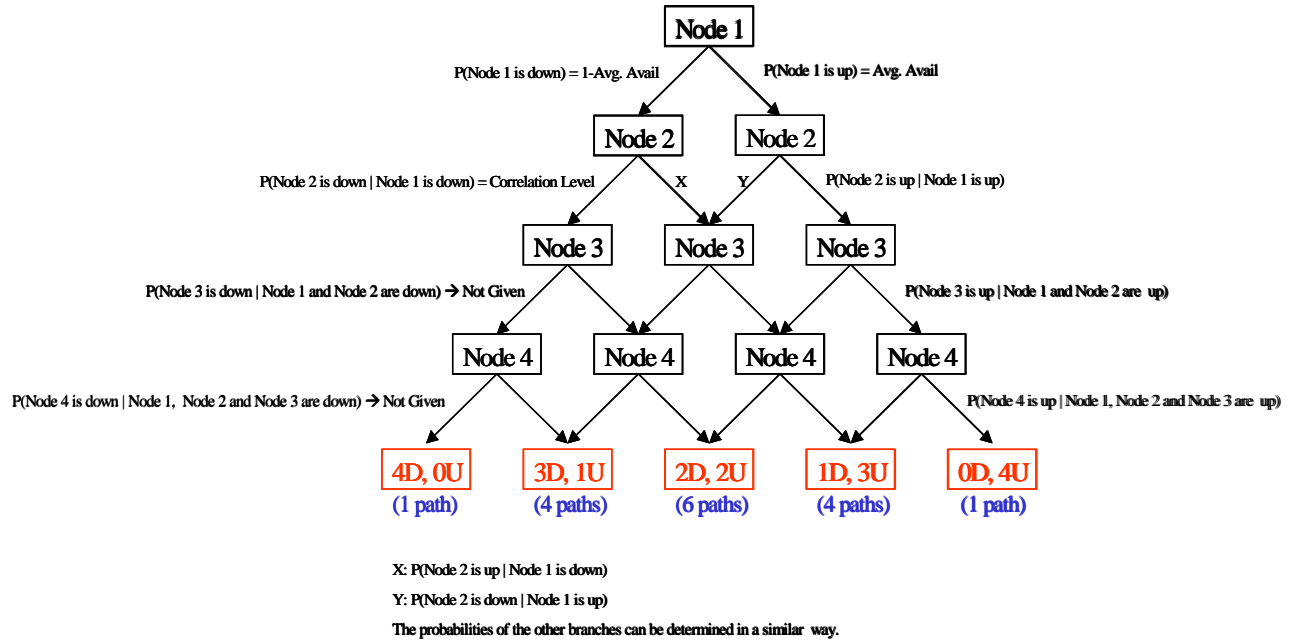 Node 1
P(Node 1 is down) = 1-Avg. Avail
P(Node 1 is up) = Avg. Avail
Node 2
Node 2
P(Node 2 is down | Node 1 is down) = Correlation Level
X
Y
P(Node 2 is up | Node 1 is up)
Node 3
Node 3
Node 3
P(Node 3 is down | Node 1 and Node 2 are down) → Not Given
P(Node 3 is up | Node 1 and Node 2 are up)
Node 4
Node 4
Node 4
Node 4
P(Node 4 is down | Node 1, Node 2 and Node 3 are down) → Not Given
P(Node 4 is up | Node 1, Node 2 and Node 3 are up)
4D, 0U
3D, 1U
2D, 2U
1D, 3U
0D, 4U
(1 path)
(4 paths)
(6 paths)
(4 paths)
(1 path)
X: P(Node 2 is up | Node 1 is down)
Y: P(Node 2 is down | Node 1 is up)
The probabilities of the other branches can be determined in a similar way.